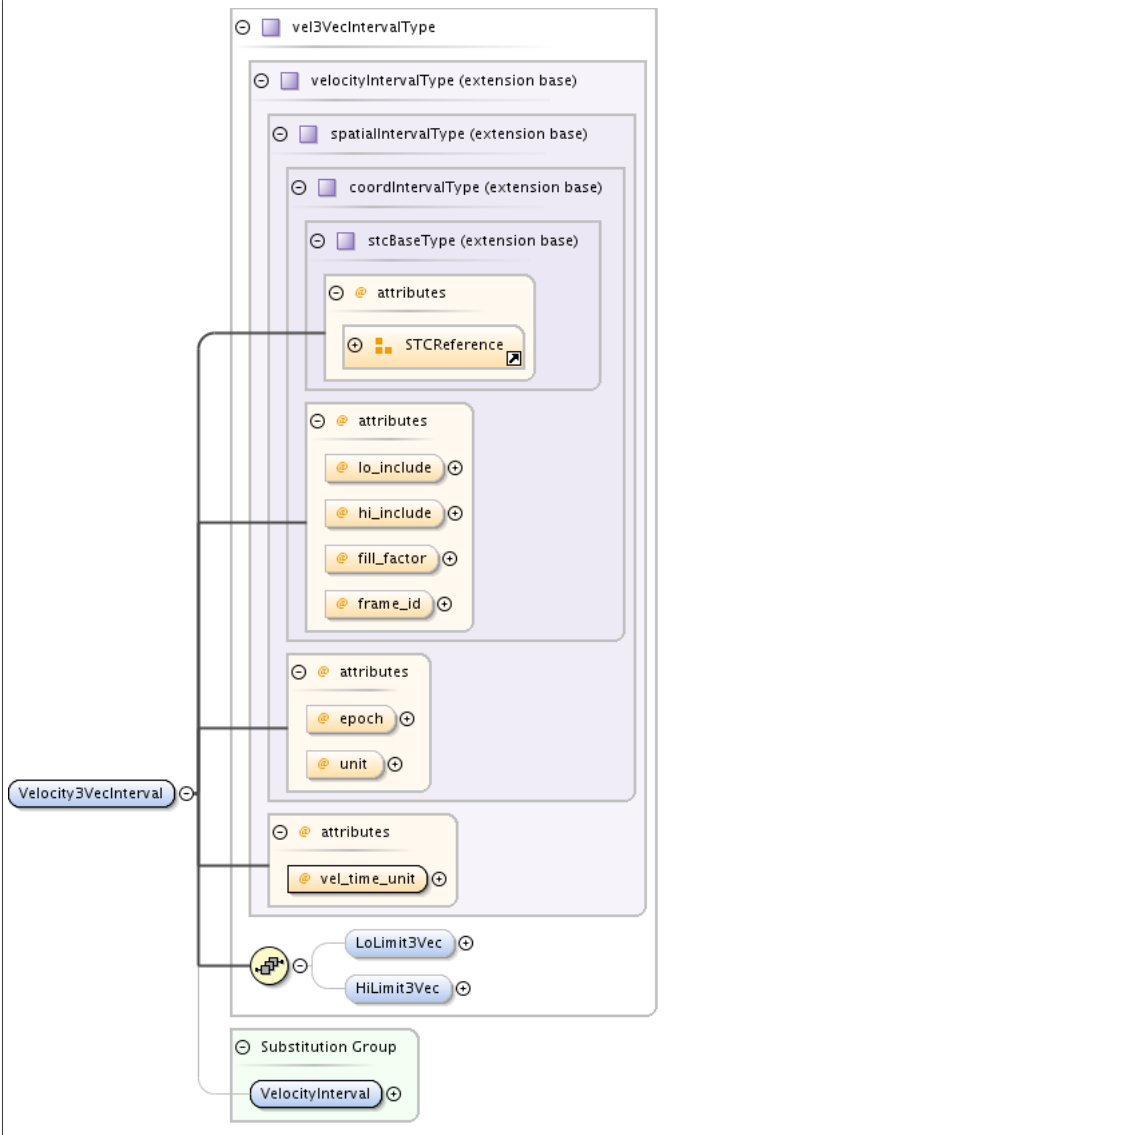 vel3VecIntervalType
velocityIntervalType (extension base)
spatialIntervalType (extension base)
coordIntervalType (extension base)
stcBaseType (extension base)
@ attributes
STCReference
@ attributes
@ lo_include
@ hi_include
@ fill_factor
@ frame_id
@ attributes
@ epoch
@ unit
Velocity3VecInterval
@ attributes
@ vel_time_unit
LoLimit3Vec
HiLimit3Vec
Substitution Group
VelocityInterval